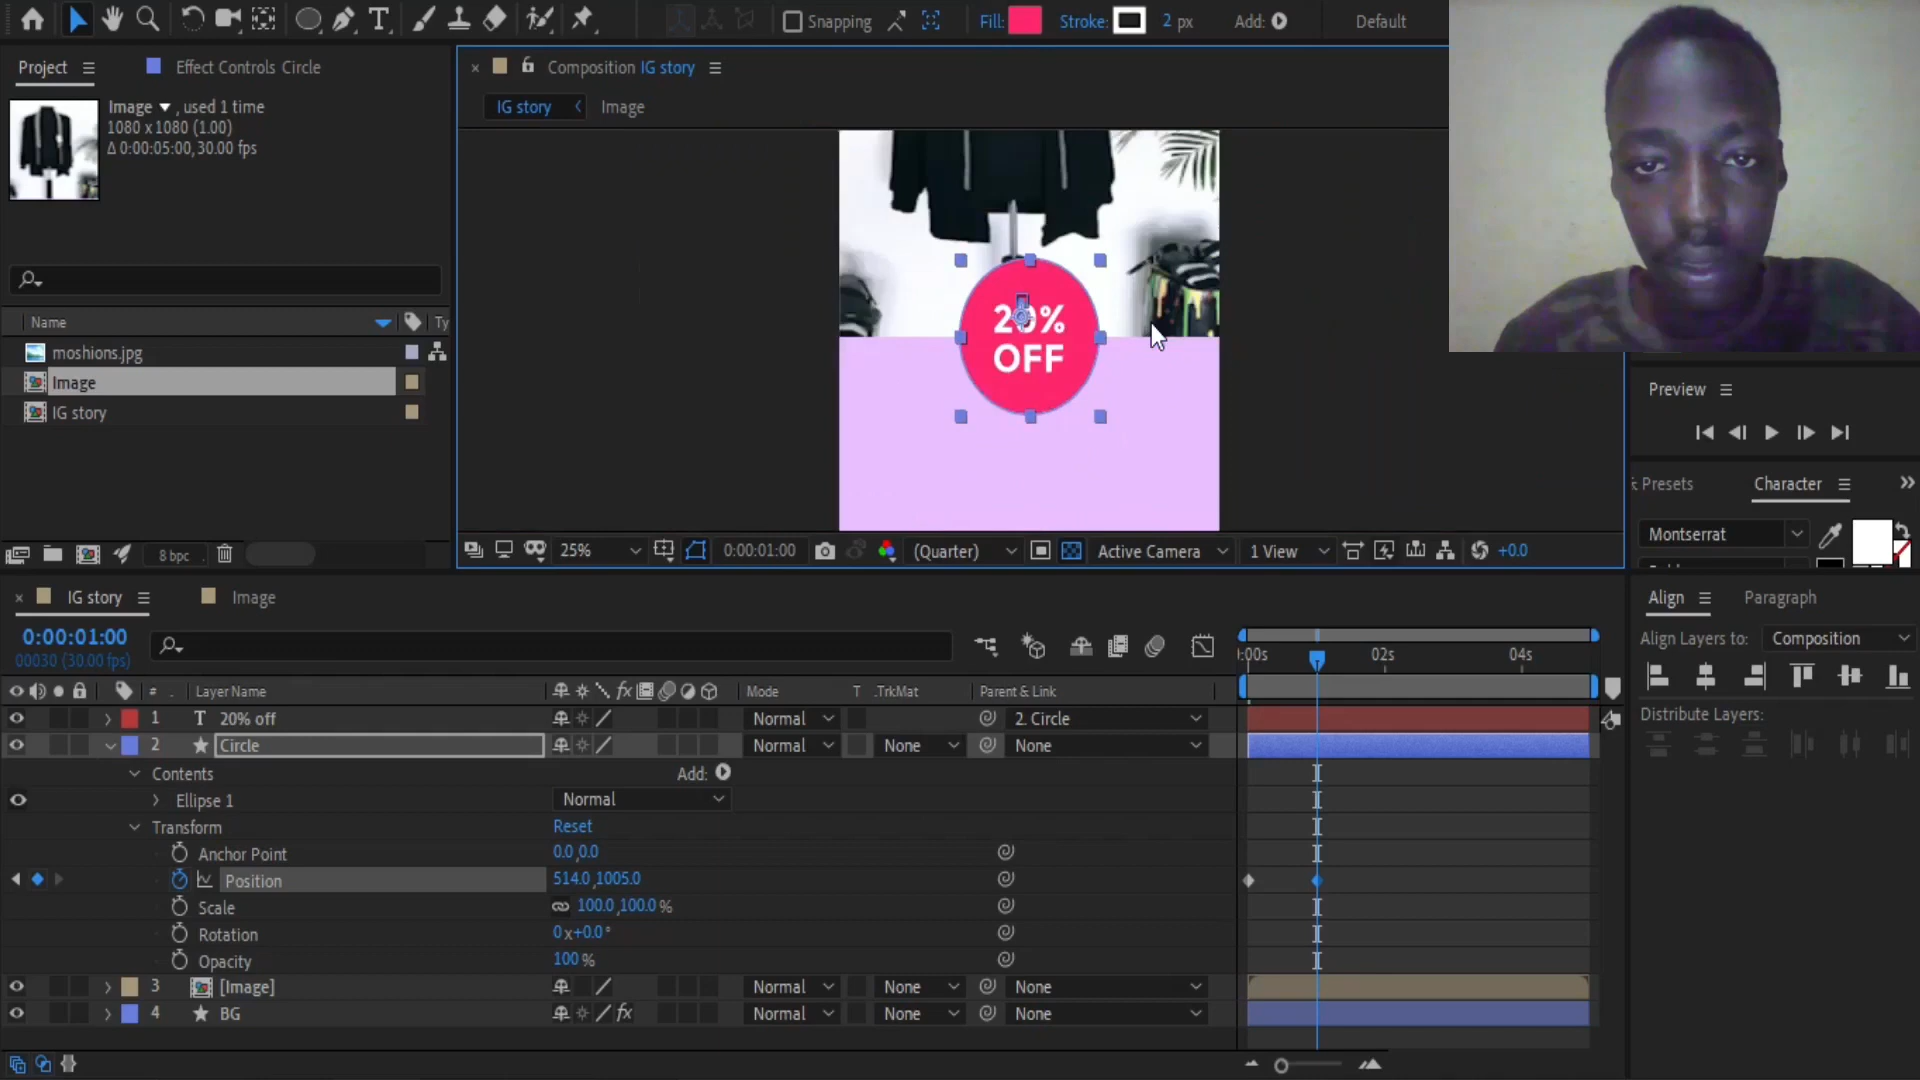 Snapping
Fill:
Stroke:
2 px
Add:
Default
Project
Effect Controls Circle
Composition IG story
Image , used 1 time
1080 x 1080 (1.00)
Δ 0:00:05:00, 30.00 fps
IG story
Image
20%
OFF
Name
Ty
moshions.jpg
Image
IG story
8 bpc
25%
0:00:01:00
(Quarter)
Active Camera
1 View
+0.0
Preview
Presets
Character
Montserrat
IG story
Image
Align
Paragraph
0:00:01:00
00030 (30.00 fps)
Align Layers to:
Composition
:00s
02s
04s
Distribute Layers:
#
Layer Name
fx
Mode
T
.TrkMat
Parent & Link
1
T
20% off
Normal
2. Circle
2
Circle
Normal
None
None
Contents
Add:
Ellipse 1
Normal
Transform
Reset
Anchor Point
0.0,0.0
Position
514.0,1005.0
Scale
100.0,100.0 %
Rotation
0x+0.0°
Opacity
100 %
3
[Image]
Normal
None
None
4
BG
fx
Normal
None
None